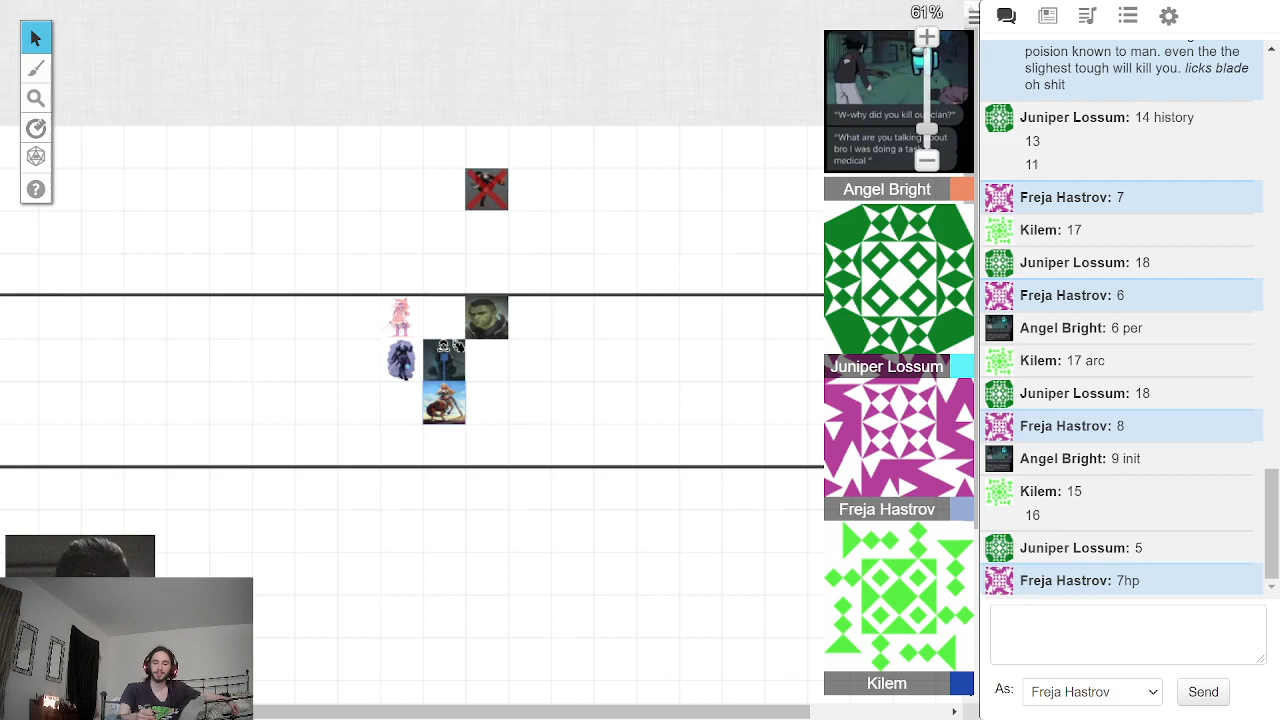 61%
"W-why did you kill our clan?"
"What are you talking about
bro I was doing a task in
medical "
Angel Bright
Juniper Lossum
Freja Hastrov
Kilem
poision known to man. even the the
slighest tough will kill you. licks blade
oh shit
Juniper Lossum: 14 history
13
11
Freja Hastrov: 7
Kilem: 17
Juniper Lossum: 18
Freja Hastrov: 6
Angel Bright: 6 per
Kilem: 17 arc
Juniper Lossum: 18
Freja Hastrov: 8
Angel Bright: 9 init
Kilem: 15
16
Juniper Lossum: 5
Freja Hastrov: 7hp
As:
Freja Hastrov
Send